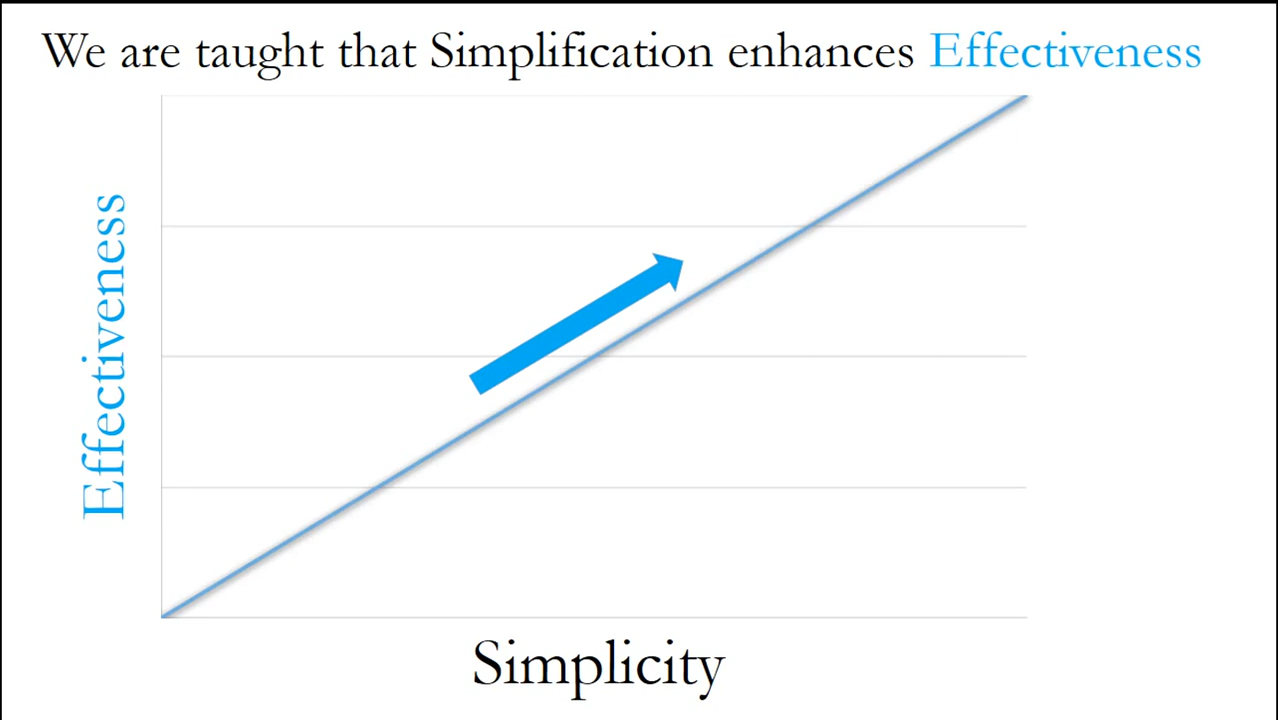 We are taught that Simplification enhances Effectiveness
Effectiveness
Simplicity